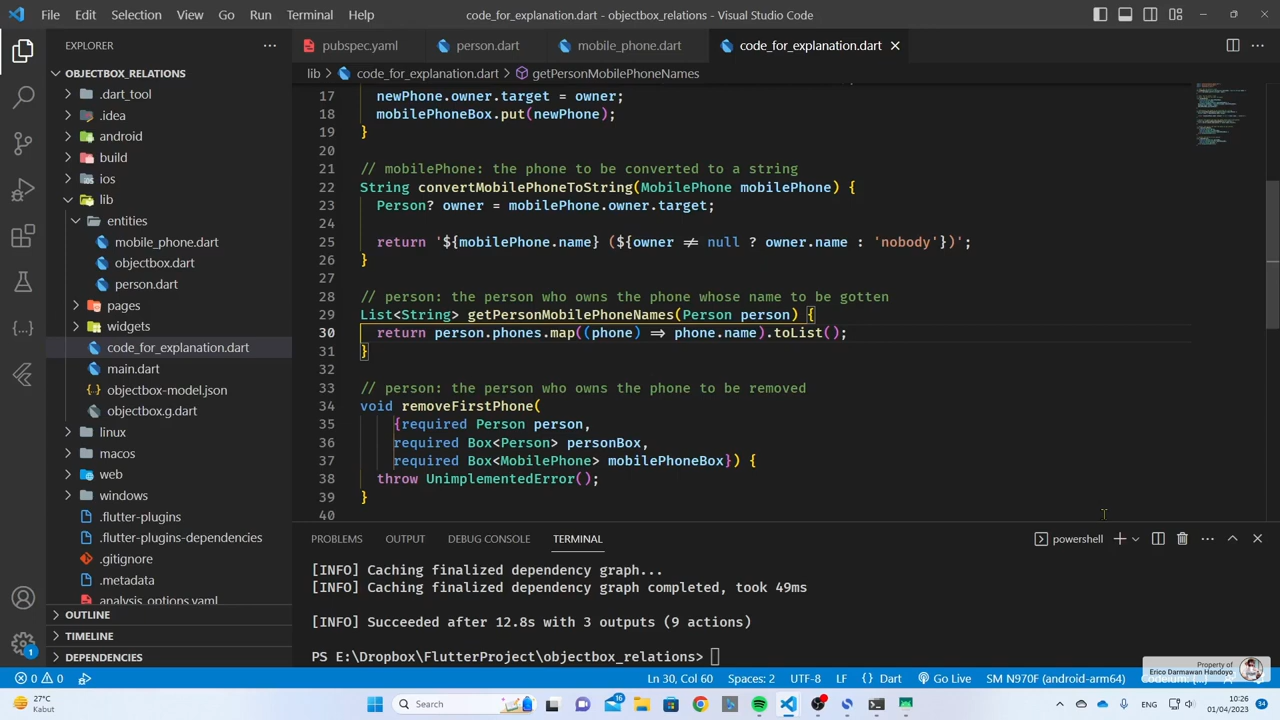 File Edit Selection View Go Run Terminal Help
code_for_explanation.dart - objectbox_relations - Visual Studio Code
EXPLORER
OBJECTBOX_RELATIONS
.dart_tool
.idea
android
build
ios
lib
entities
mobile_phone.dart
objectbox.dart
person.dart
pages
widgets
code_for_explanation.dart
main.dart
objectbox-model.json
objectbox.g.dart
linux
macos
web
windows
.flutter-plugins
.flutter-plugins-dependencies
.gitignore
.metadata
analysis_options.yaml
OUTLINE
TIMELINE
DEPENDENCIES
pubspec.yaml person.dart mobile_phone.dart code_for_explanation.dart
lib > code_for_explanation.dart > getPersonMobilePhoneNames
17 newPhone.owner.target = owner;
18 mobilePhoneBox.put(newPhone);
19 }
20
21 // mobilePhone: the phone to be converted to a string
22 String convertMobilePhoneToString(MobilePhone mobilePhone) {
23 Person? owner = mobilePhone.owner.target;
24
25 return '${mobilePhone.name} (${owner != null ? owner.name : 'nobody'})';
26 }
27
28 // person: the person who owns the phone whose name to be gotten
29 List<String> getPersonMobilePhoneNames(Person person) {
30 return person.phones.map((phone) => phone.name).toList();
31 }
32
33 // person: the person who owns the phone to be removed
34 void removeFirstPhone(
35 {required Person person,
36 required Box<Person> personBox,
37 required Box<MobilePhone> mobilePhoneBox}) {
38 throw UnimplementedError();
39 }
40
PROBLEMS OUTPUT DEBUG CONSOLE TERMINAL
powershell
[INFO] Caching finalized dependency graph...
[INFO] Caching finalized dependency graph completed, took 49ms
[INFO] Succeeded after 12.8s with 3 outputs (9 actions)
PS E:\Dropbox\FlutterProject\objectbox_relations>
Property of
Erico Darmawan Handoyo
1
0 0 Ln 30, Col 60 Spaces: 2 UTF-8 LF {} Dart Go Live SM N970F (android-arm64)
27°C
Kabut
Search
16
ENG
10:26
01/04/2023
34